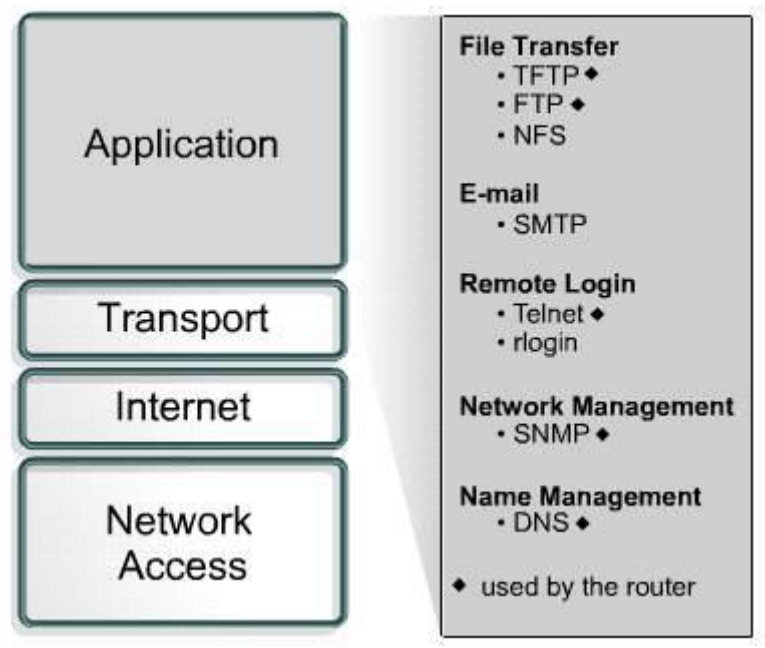 Application
Transport
Internet
Network
Access
File Transfer
• TFTP ◆
• FTP ◆
• NFS
E-mail
• SMTP
Remote Login
• Telnet ◆
• rlogin
Network Management
• SNMP ◆
Name Management
• DNS ◆
◆ used by the router